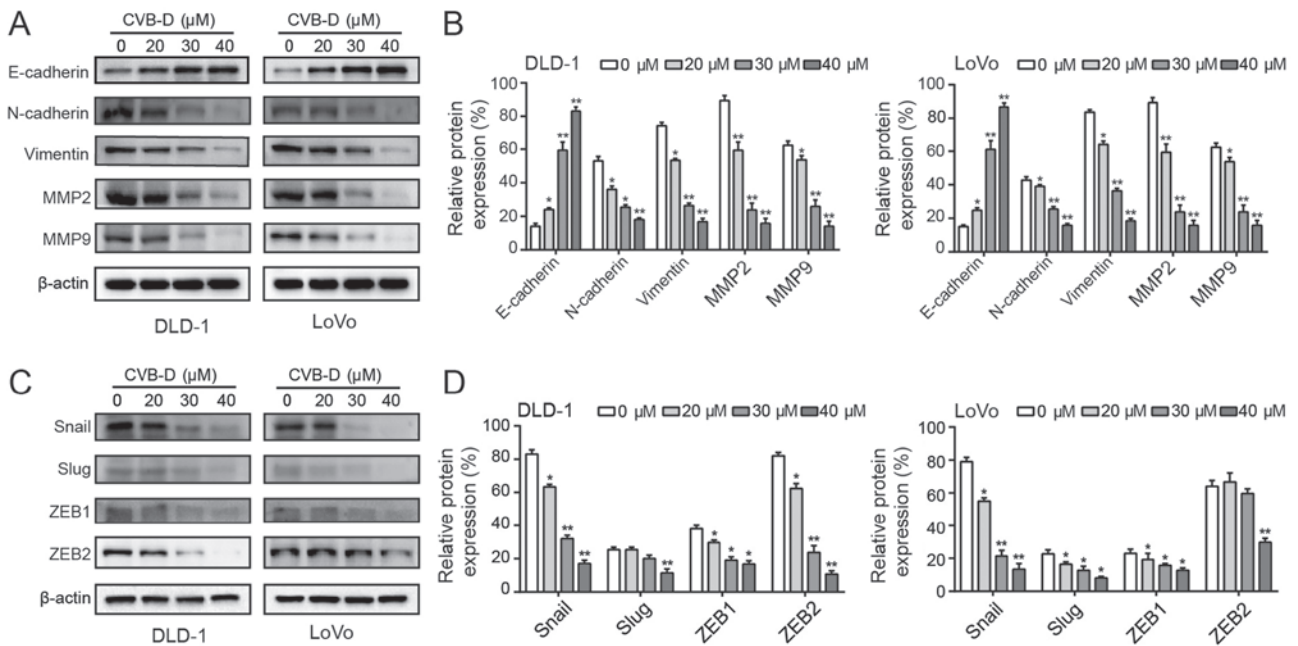 A
CVB-D (µM)
CVB-D (µM)
0 20 30 40
0 20 30 40
E-cadherin
N-cadherin
Vimentin
MMP2
MMP9
β-actin
DLD-1
LoVo
B
DLD-1
0 µM 20 µM 30 µM 40 µM
Relative protein
expression (%)
100
80
60
40
20
0
* ** ** * ** ** * ** ** ** ** ** * ** **
E-cadherin
N-cadherin
Vimentin
MMP2
MMP9
LoVo
0 µM 20 µM 30 µM 40 µM
Relative protein
expression (%)
100
80
60
40
20
0
* ** ** * ** ** * ** ** ** ** ** * ** **
E-cadherin
N-cadherin
Vimentin
MMP2
MMP9
C
CVB-D (µM)
CVB-D (µM)
0 20 30 40
0 20 30 40
Snail
Slug
ZEB1
ZEB2
β-actin
DLD-1
LoVo
D
DLD-1
0 µM 20 µM 30 µM 40 µM
Relative protein
expression (%)
100
80
60
40
20
0
* ** ** ** * * * * ** **
Snail
Slug
ZEB1
ZEB2
LoVo
0 µM 20 µM 30 µM 40 µM
Relative protein
expression (%)
100
80
60
40
20
0
* ** ** * * * * * * **
Snail
Slug
ZEB1
ZEB2